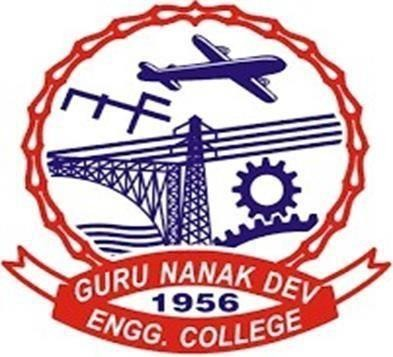 GURU NANAK DEV
1956
ENGG. COLLEGE